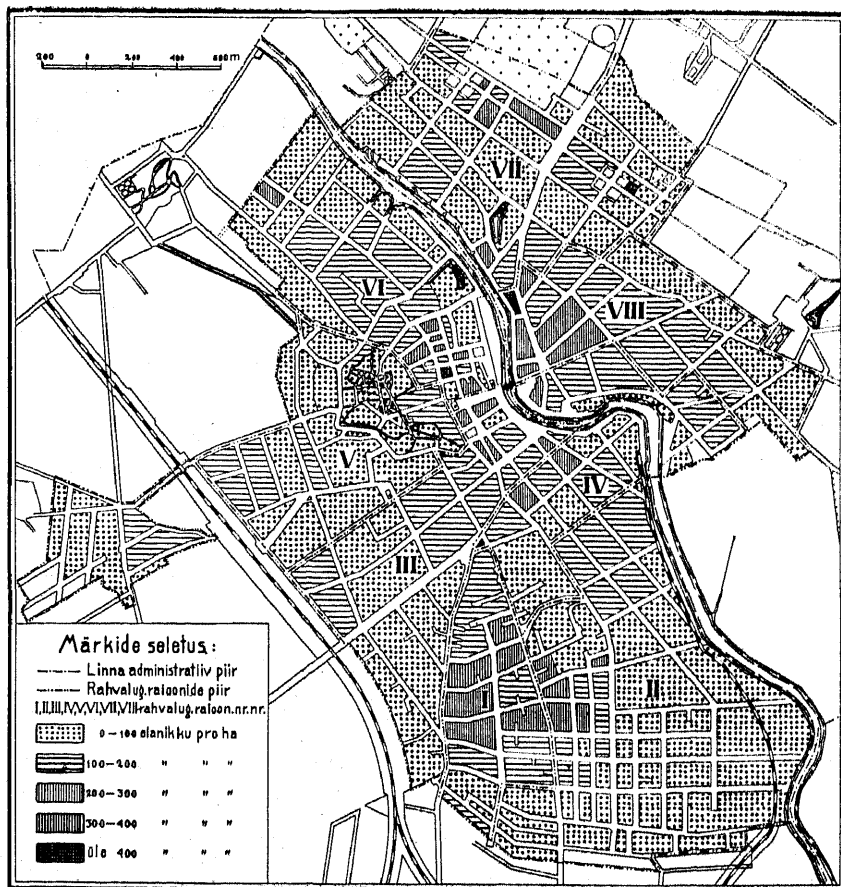 200 0 200 400 600m
VII
VI
VIII
V
IV
III
I
II
Märkide seletus:
Linna administratiiv piir
Rahvalug. raioonide piir
I,II,III,IV,V,VI,VII,VIII-rahvalug.raioon.nr.nr.
0-100 elanikku pro ha
100-200 " " "
200-300 " " "
300-400 " " "
Üle 400 " " "